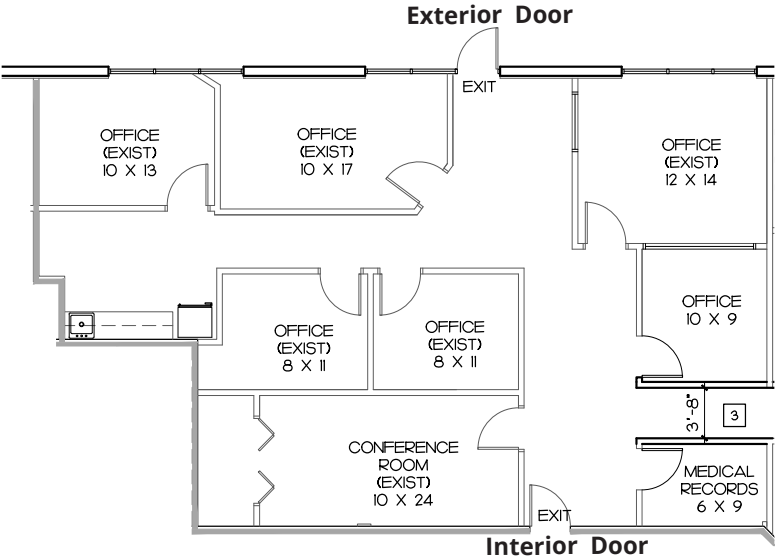 Exterior Door
EXIT
OFFICE
(EXIST)
10 X 13
OFFICE
(EXIST)
10 X 17
OFFICE
(EXIST)
12 X 14
OFFICE
10 X 9
OFFICE
(EXIST)
8 X 11
OFFICE
(EXIST)
8 X 11
3'-8"
3
CONFERENCE
ROOM
(EXIST)
10 X 24
MEDICAL
RECORDS
6 X 9
EXIT
Interior Door